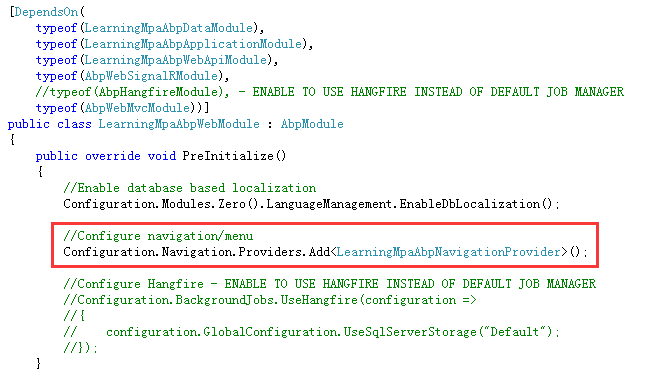 [DependsOn(
    typeof(LearningMpaAbpDataModule),
    typeof(LearningMpaAbpApplicationModule),
    typeof(LearningMpaAbpWebApiModule),
    typeof(AbpWebSignalRModule),
    //typeof(AbpHangfireModule), - ENABLE TO USE HANGFIRE INSTEAD OF DEFAULT JOB MANAGER
    typeof(AbpWebMvcModule))]
public class LearningMpaAbpWebModule : AbpModule
{
    public override void PreInitialize()
    {
        //Enable database based localization
        Configuration.Modules.Zero().LanguageManagement.EnableDbLocalization();
        //Configure navigation/menu
        Configuration.Navigation.Providers.Add<LearningMpaAbpNavigationProvider>();
        //Configure Hangfire - ENABLE TO USE HANGFIRE INSTEAD OF DEFAULT JOB MANAGER
        //Configuration.BackgroundJobs.UseHangfire(configuration =>
        //{
        //    configuration.GlobalConfiguration.UseSqlServerStorage("Default");
        //});
    }